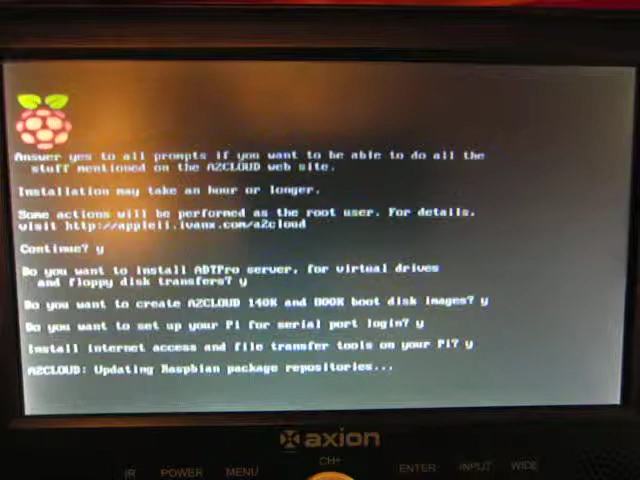 Answer yes to all prompts if you want to be able to do all the
stuff mentioned on the A2CLOUD web site.
Installation may take an hour or longer.
Some actions will be performed as the root user. For details,
visit http://appleii.ivanx.com/a2cloud
Continue? y
Do you want to install ADTPro server, for virtual drives
and floppy disk transfers? y
Do you want to create A2CLOUD 140K and 800K boot disk images? y
Do you want to set up your Pi for serial port login? y
Install internet access and file transfer tools on your Pi? y
A2CLOUD: Updating Raspbian package repositories...
axion
IR POWER MENU CH+ ENTER INPUT WIDE